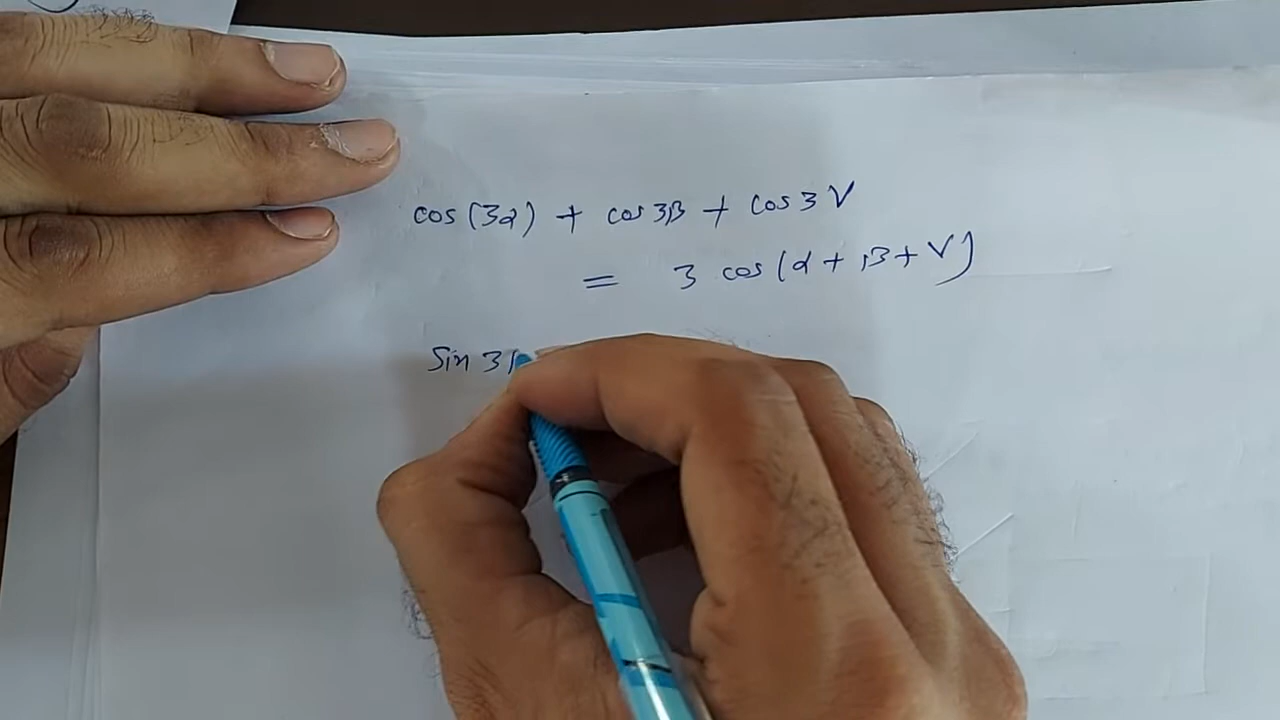 cos(3α) + cos 3β + cos 3γ
= 3 cos(α + β + γ)
Sin 3